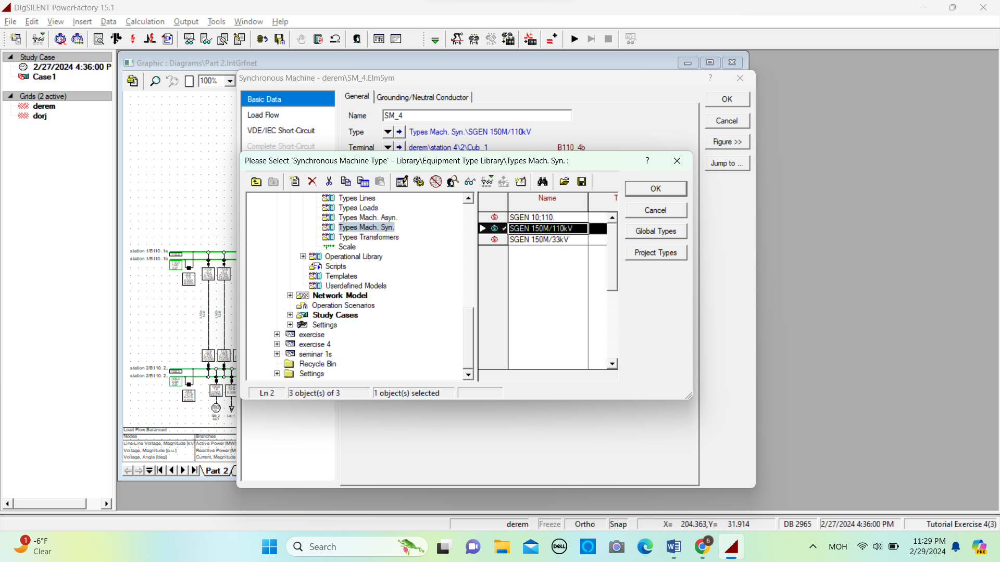 DIgSILENT PowerFactory 15.1
File Edit View Insert Data Calculation Output Tools Window Help
Study Case
2/27/2024 4:36:00 P
Case1
Grids (2 active)
derem
dorj
Graphic : Diagrams\Part 2.IntGrfnet
100%
Synchronous Machine - derem\SM_4.ElmSym
?
Basic Data
Load Flow
VDE/IEC Short-Circuit
Complete Short-Circuit
General
Grounding/Neutral Conductor
Name
SM_4
Type
Types Mach. Syn.\SGEN 150M/110kV
Terminal
derem\station 4\2\Cub_1
B110_4b
OK
Cancel
Figure >>
Jump to ...
Please Select 'Synchronous Machine Type' - Library\Equipment Type Library\Types Mach. Syn. :
?
Types Lines
Types Loads
Types Mach. Asyn.
Types Mach. Syn.
Types Transformers
Scale
Operational Library
Scripts
Templates
Userdefined Models
Network Model
Operation Scenarios
Study Cases
Settings
exercise
exercise 4
seminar 1s
Recycle Bin
Settings
Name
T
SGEN 10;110.
SGEN 150M/110kV
SGEN 150M/33kV
OK
Cancel
Global Types
Project Types
Ln 2
3 object(s) of 3
1 object(s) selected
station 1/B110 . 1a
station 1/B110 . 1b
station 2/B110. 2.
station 2/B110. 2.
Load Flow Balanced
Nodes
Branches
Line-Line Voltage, Magnitude [kV
Active Power [MW]
Voltage, Magnitude [p.u.]
Reactive Power [M
Voltage, Angle [deg]
Current, Magnitude
Part 2
derem
Freeze
Ortho
Snap
X= 204.363,Y= 31.914
DB 2965
2/27/2024 4:36:00 PM
Tutorial Exercise 4(3)
1
-6°F
Clear
Search
DELL
6
MOH
11:29 PM
2/29/2024
PRE